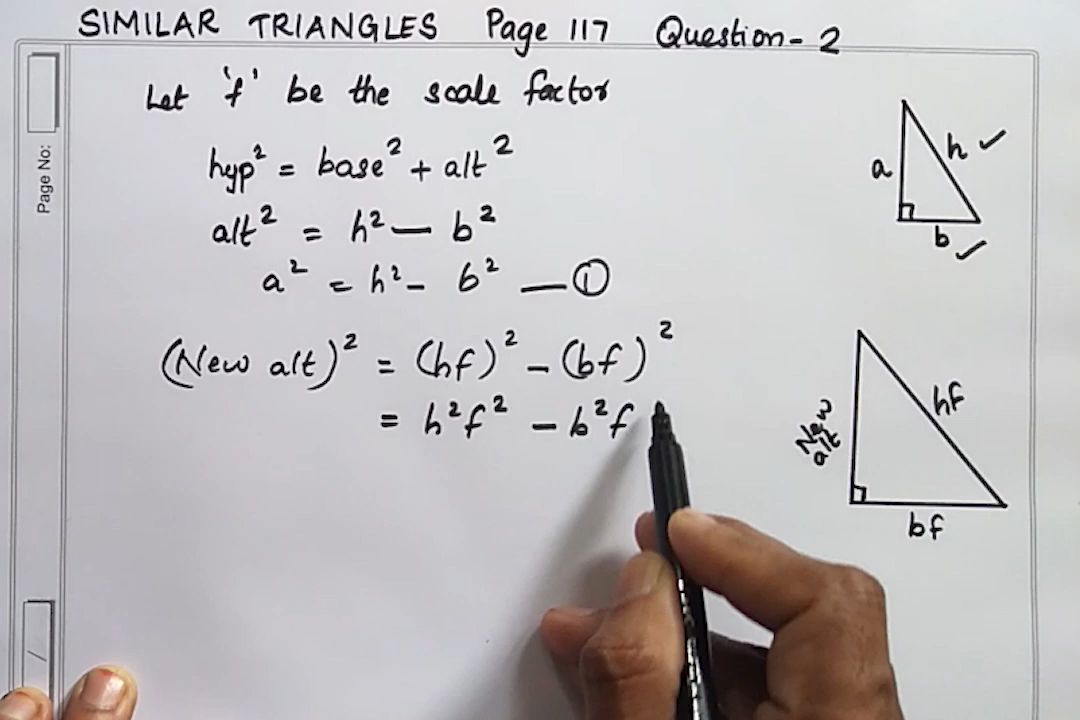 SIMILAR TRIANGLES Page 117 Question - 2
Let 'f' be the scale factor
hyp² = base² + alt²
alt² = h² — b²
a² = h² - b² — ①
(New alt)² = (hf)² - (bf)²
= h²f² - b²f
a
h ✓
b ✓
New alt
hf
bf
Page No: